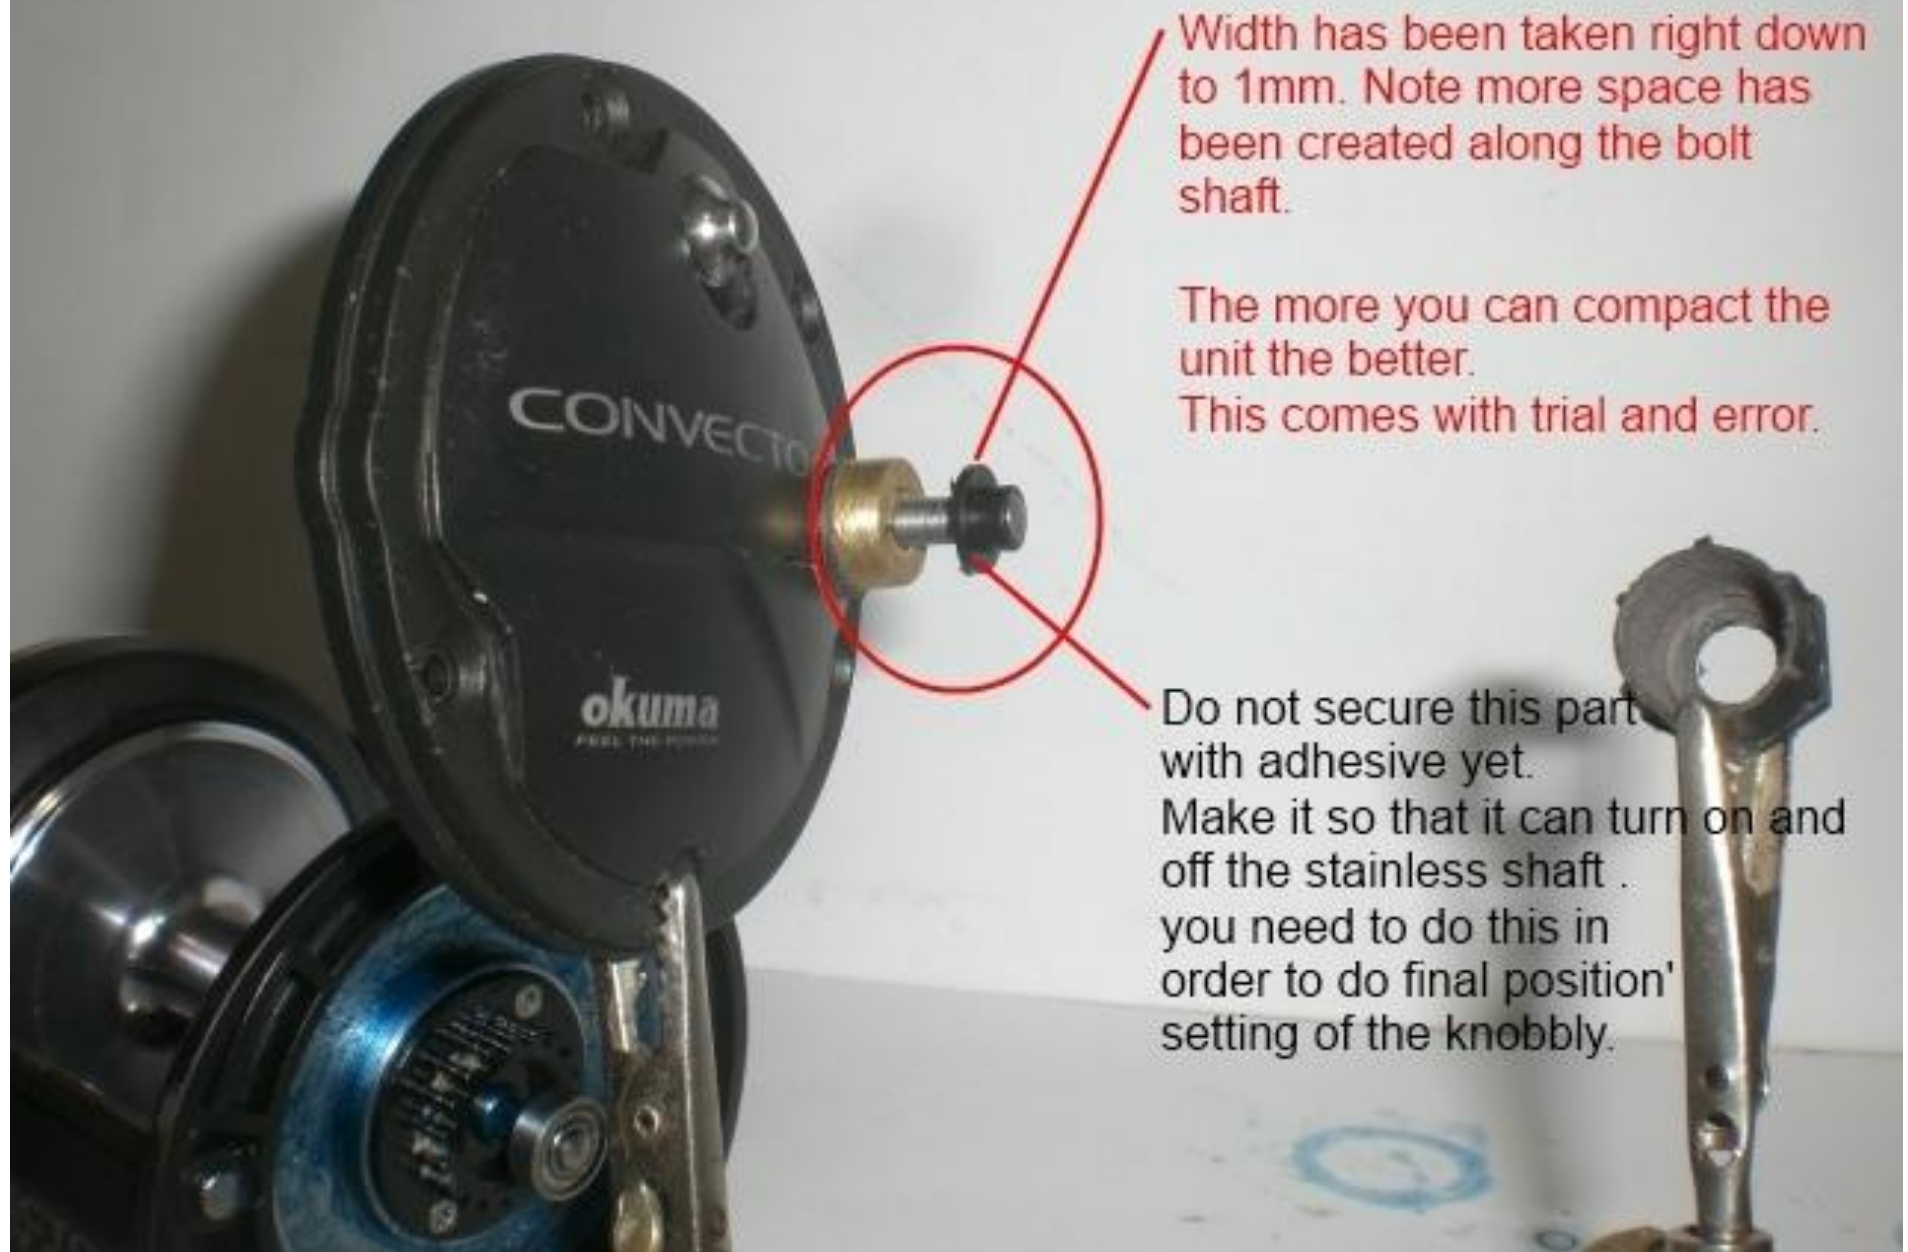 Width has been taken right down
to 1mm. Note more space has
been created along the bolt
shaft.
The more you can compact the
unit the better.
This comes with trial and error.
CONVECTO
okuma
FEEL THE POWER
Do not secure this part
with adhesive yet.
Make it so that it can turn on and
off the stainless shaft .
you need to do this in
order to do final position'
setting of the knobbly.